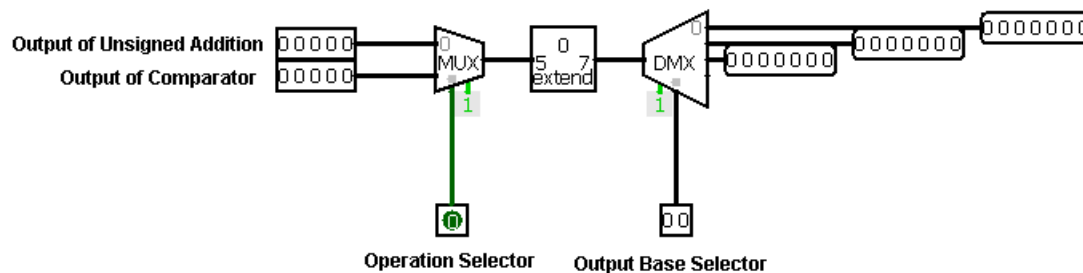 0000000
Output of Unsigned Addition 00000 0 0 0 0000000
Output of Comparator 00000 MUX 5 7 DMX 0000000
extend
1 1
0 00
Operation Selector Output Base Selector